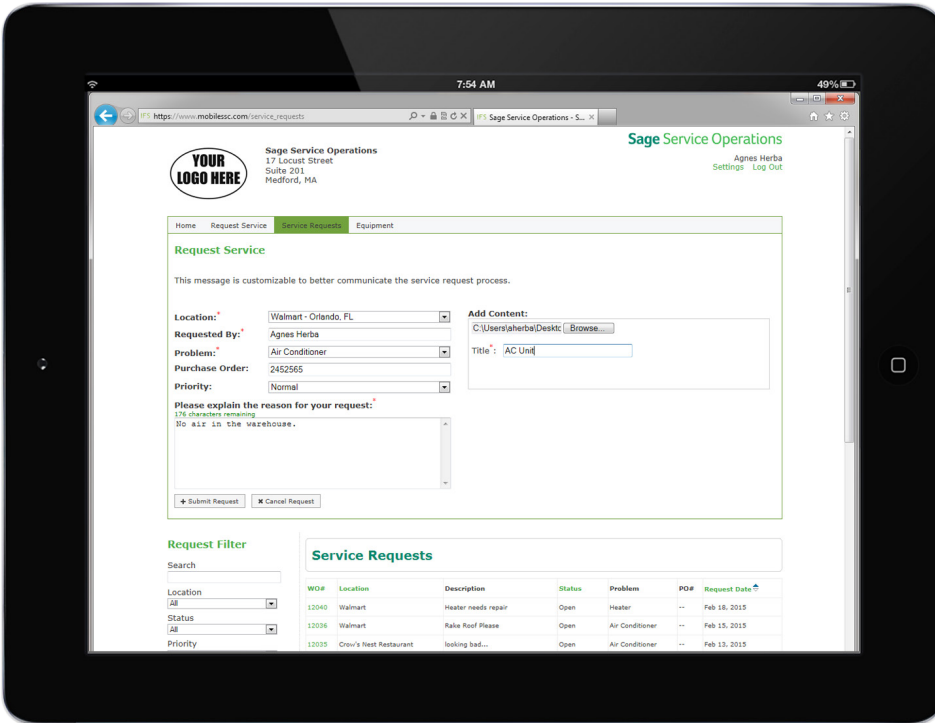 7:54 AM
49%
https://www.mobilessc.com/service_requests
Sage Service Operations - S...
Sage Service Operations
YOUR
LOGO HERE
Sage Service Operations
17 Locust Street
Suite 201
Medford, MA
Agnes Herba
Settings Log Out
Home Request Service Service Requests Equipment
Request Service
This message is customizable to better communicate the service request process.
Location:* Walmart - Orlando, FL
Requested By:* Agnes Herba
Problem:* Air Conditioner
Purchase Order: 2452565
Priority: Normal
Add Content:
C:\Users\aherba\Deskto Browse...
Title*: AC Unit
Please explain the reason for your request:*
176 characters remaining
No air in the warehouse.
+ Submit Request x Cancel Request
Request Filter
Search
Location
All
Status
All
Priority
Service Requests
WO# Location Description Status Problem PO# Request Date
12040 Walmart Heater needs repair Open Heater -- Feb 18, 2015
12036 Walmart Rake Roof Please Open Air Conditioner -- Feb 15, 2015
12035 Crow's Nest Restaurant looking bad... Open Air Conditioner -- Feb 13, 2015